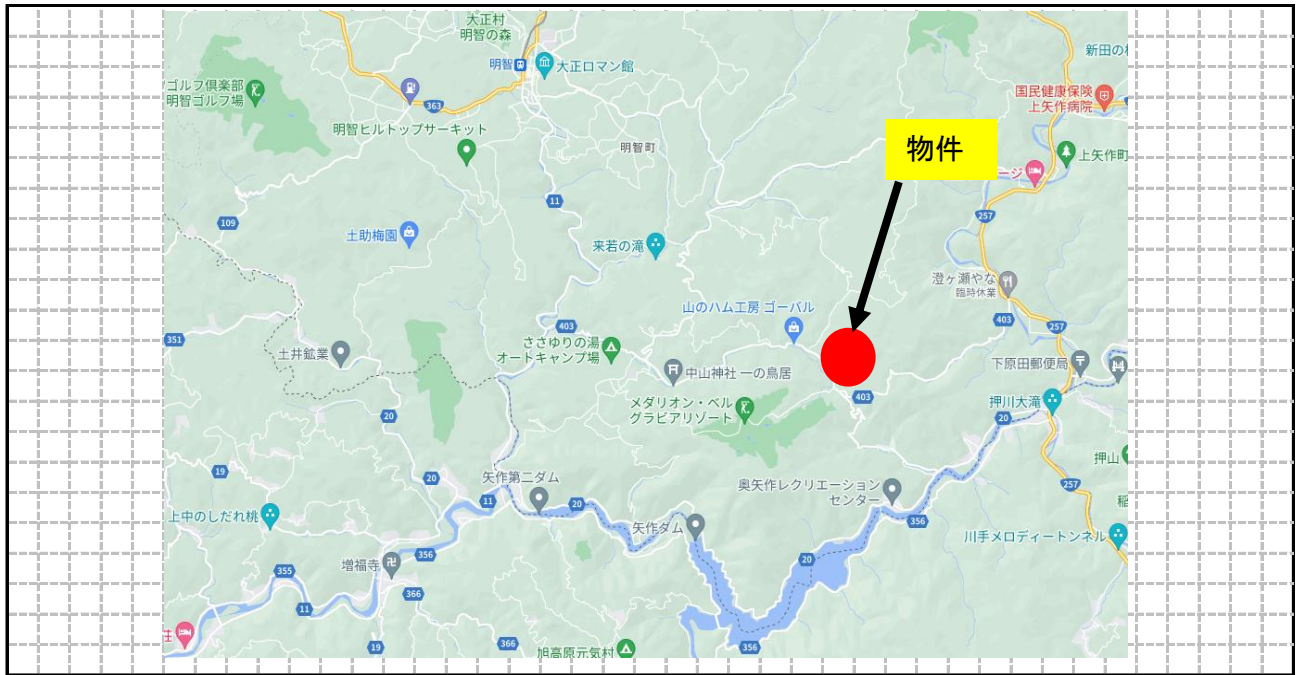 大正村
明智の森
明智
大正ロマン館
新田の
ゴルフ倶楽部
明智ゴルフ場
363
国民健康保険
上矢作病院
明智ヒルトップサーキット
明智町
物件
上矢作町
ージ
11
109
257
土助梅園
来若の滝
澄ヶ瀬やな
臨時休業
山のハム工房 ゴーバル
403
403
257
351
土井鉱業
ささゆりの湯
オートキャンプ場
中山神社 一の鳥居
下原田郵便局
メダリオン・ベル
グラビアリゾート
403
押川大滝
20
20
押山
19
20
矢作第二ダム
奥矢作レクリエーション
センター
257
11
20
上中のしだれ桃
矢作ダム
356
稲
川手メロディートンネル
356
増福寺
20
355
366
11
荘
19
366
旭高原元気村
356